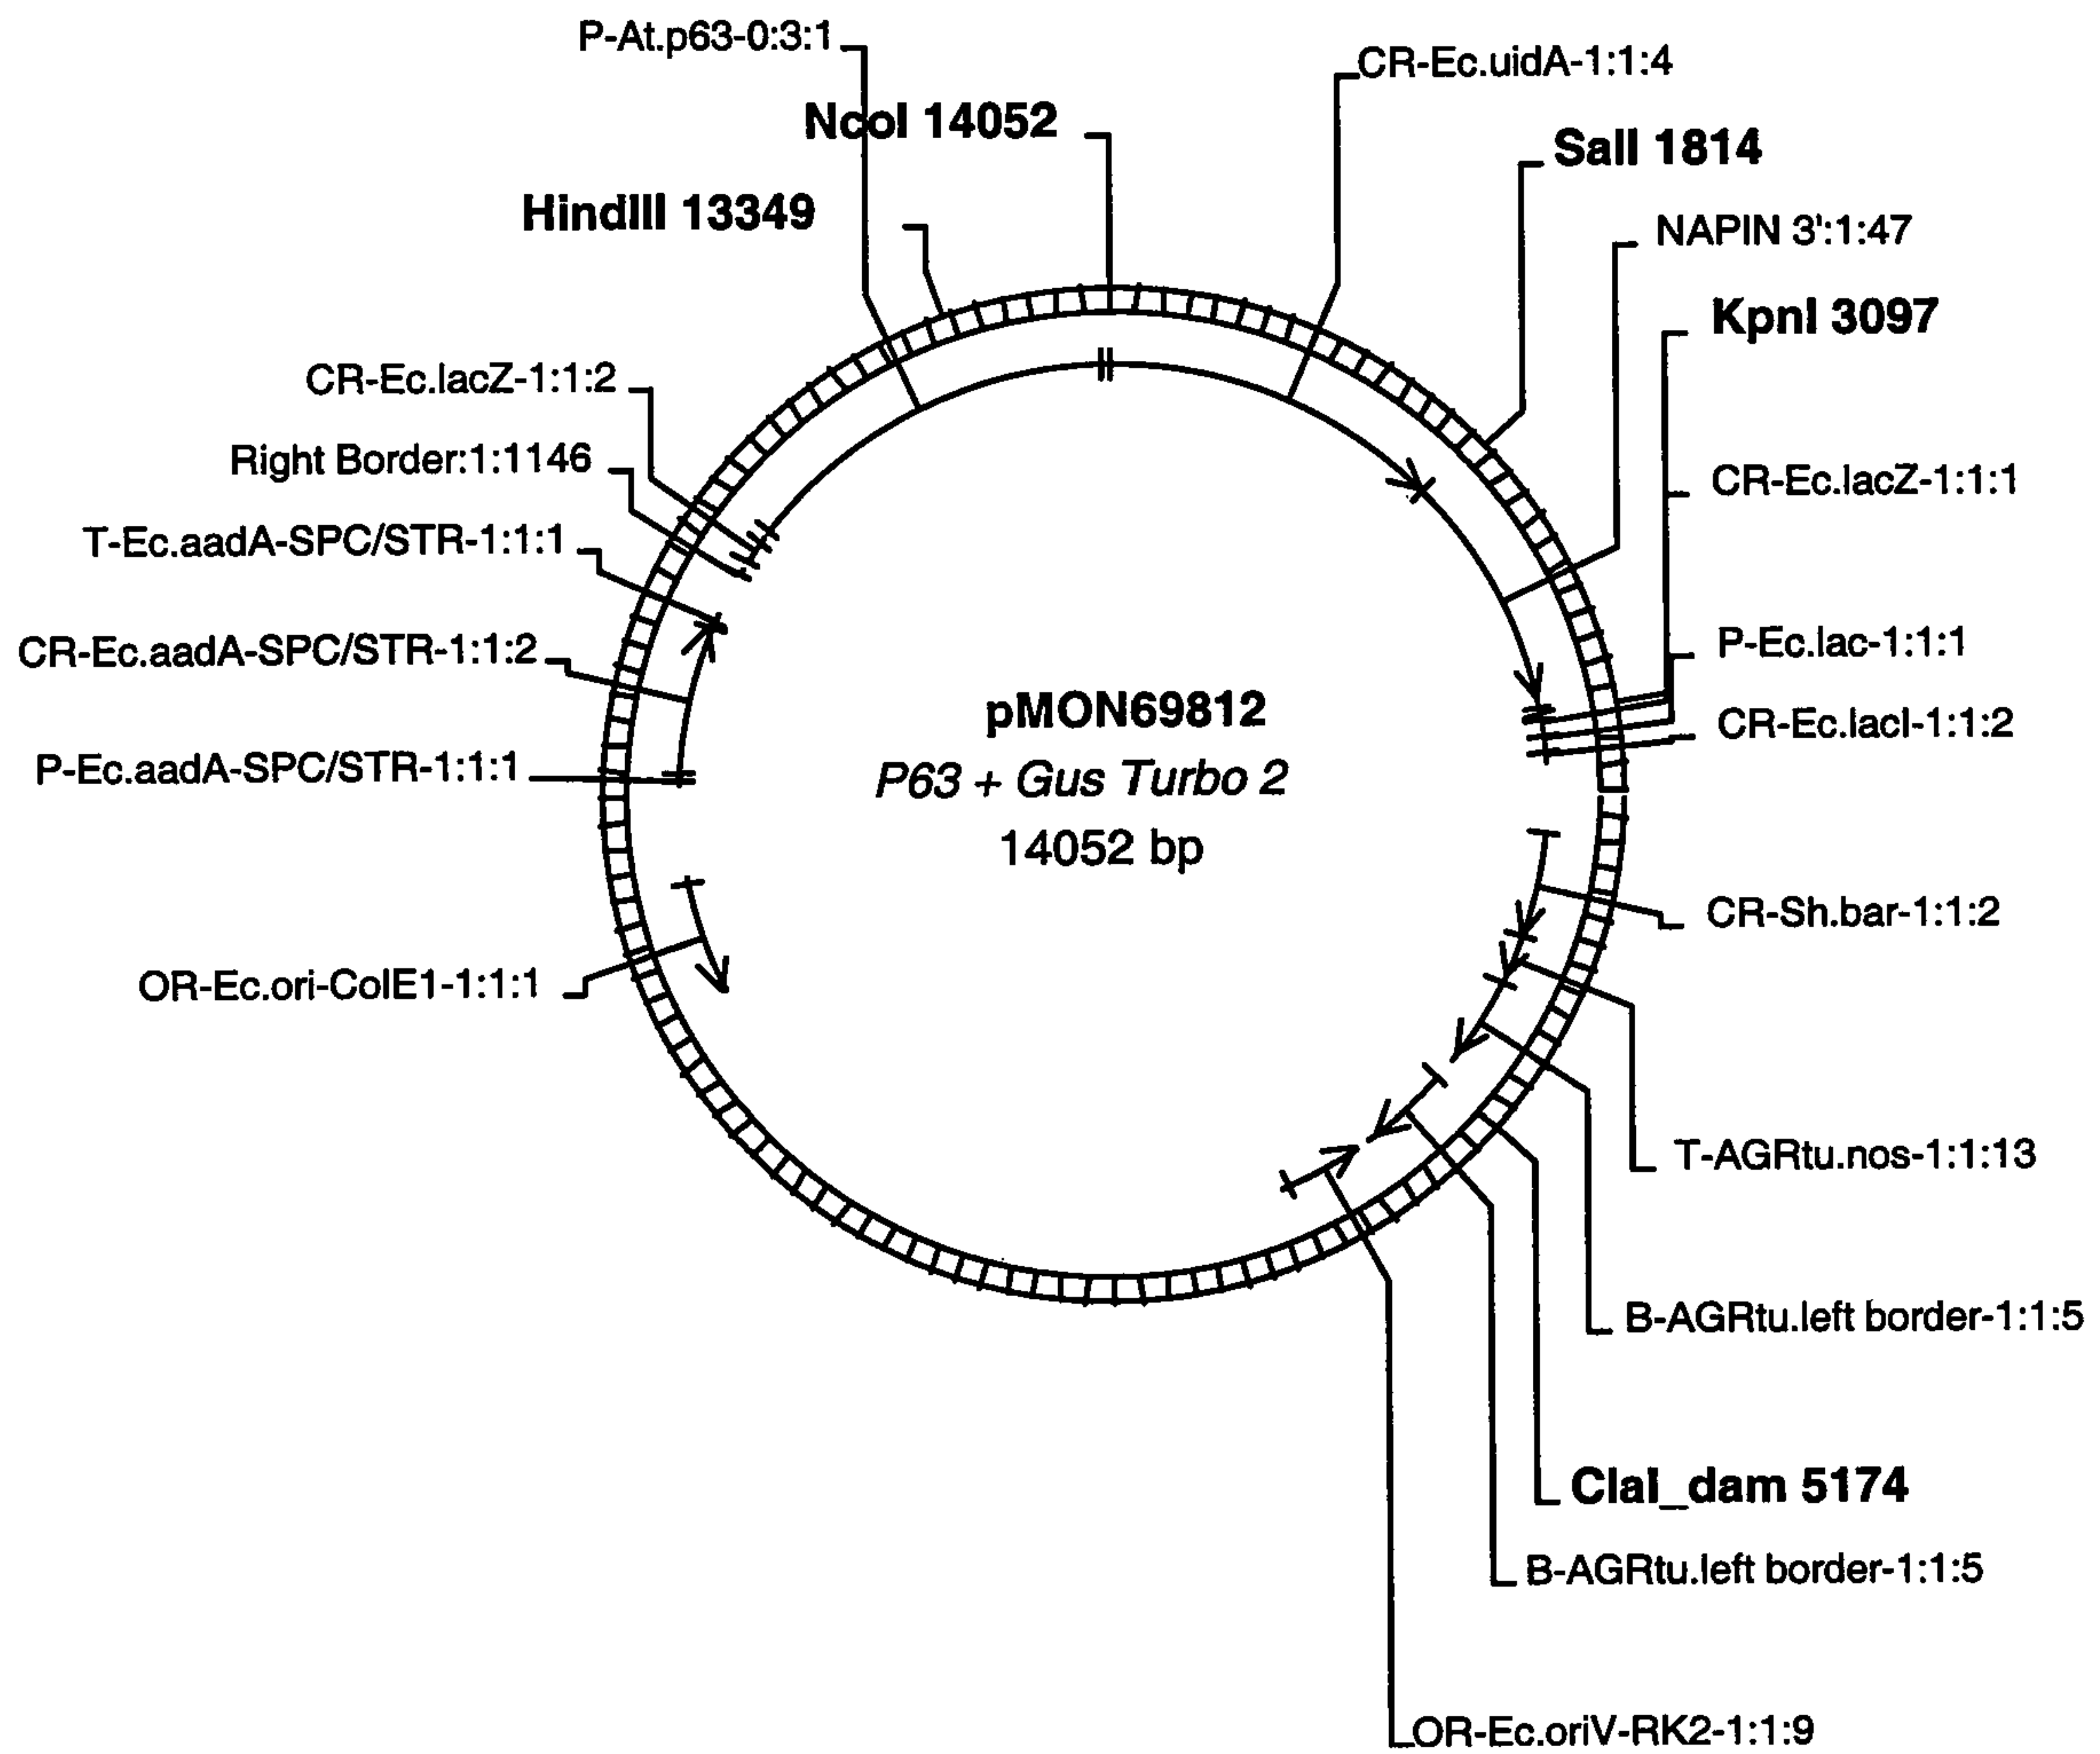 P-At.p63-0:3:1
CR-Ec.uidA-1:1:4
NcoI 14052
SalI 1814
HindIII 13349
NAPIN 3':1:47
KpnI 3097
CR-Ec.lacZ-1:1:2
Right Border:1:1146
CR-Ec.lacZ-1:1:1
T-Ec.aadA-SPC/STR-1:1:1
CR-Ec.aadA-SPC/STR-1:1:2
P-Ec.lac-1:1:1
pMON69812
CR-Ec.lacI-1:1:2
P-Ec.aadA-SPC/STR-1:1:1
P63 + Gus Turbo 2
14052 bp
CR-Sh.bar-1:1:2
OR-Ec.ori-ColE1-1:1:1
T-AGRtu.nos-1:1:13
B-AGRtu.left border-1:1:5
ClaI_dam 5174
B-AGRtu.left border-1:1:5
OR-Ec.oriV-RK2-1:1:9